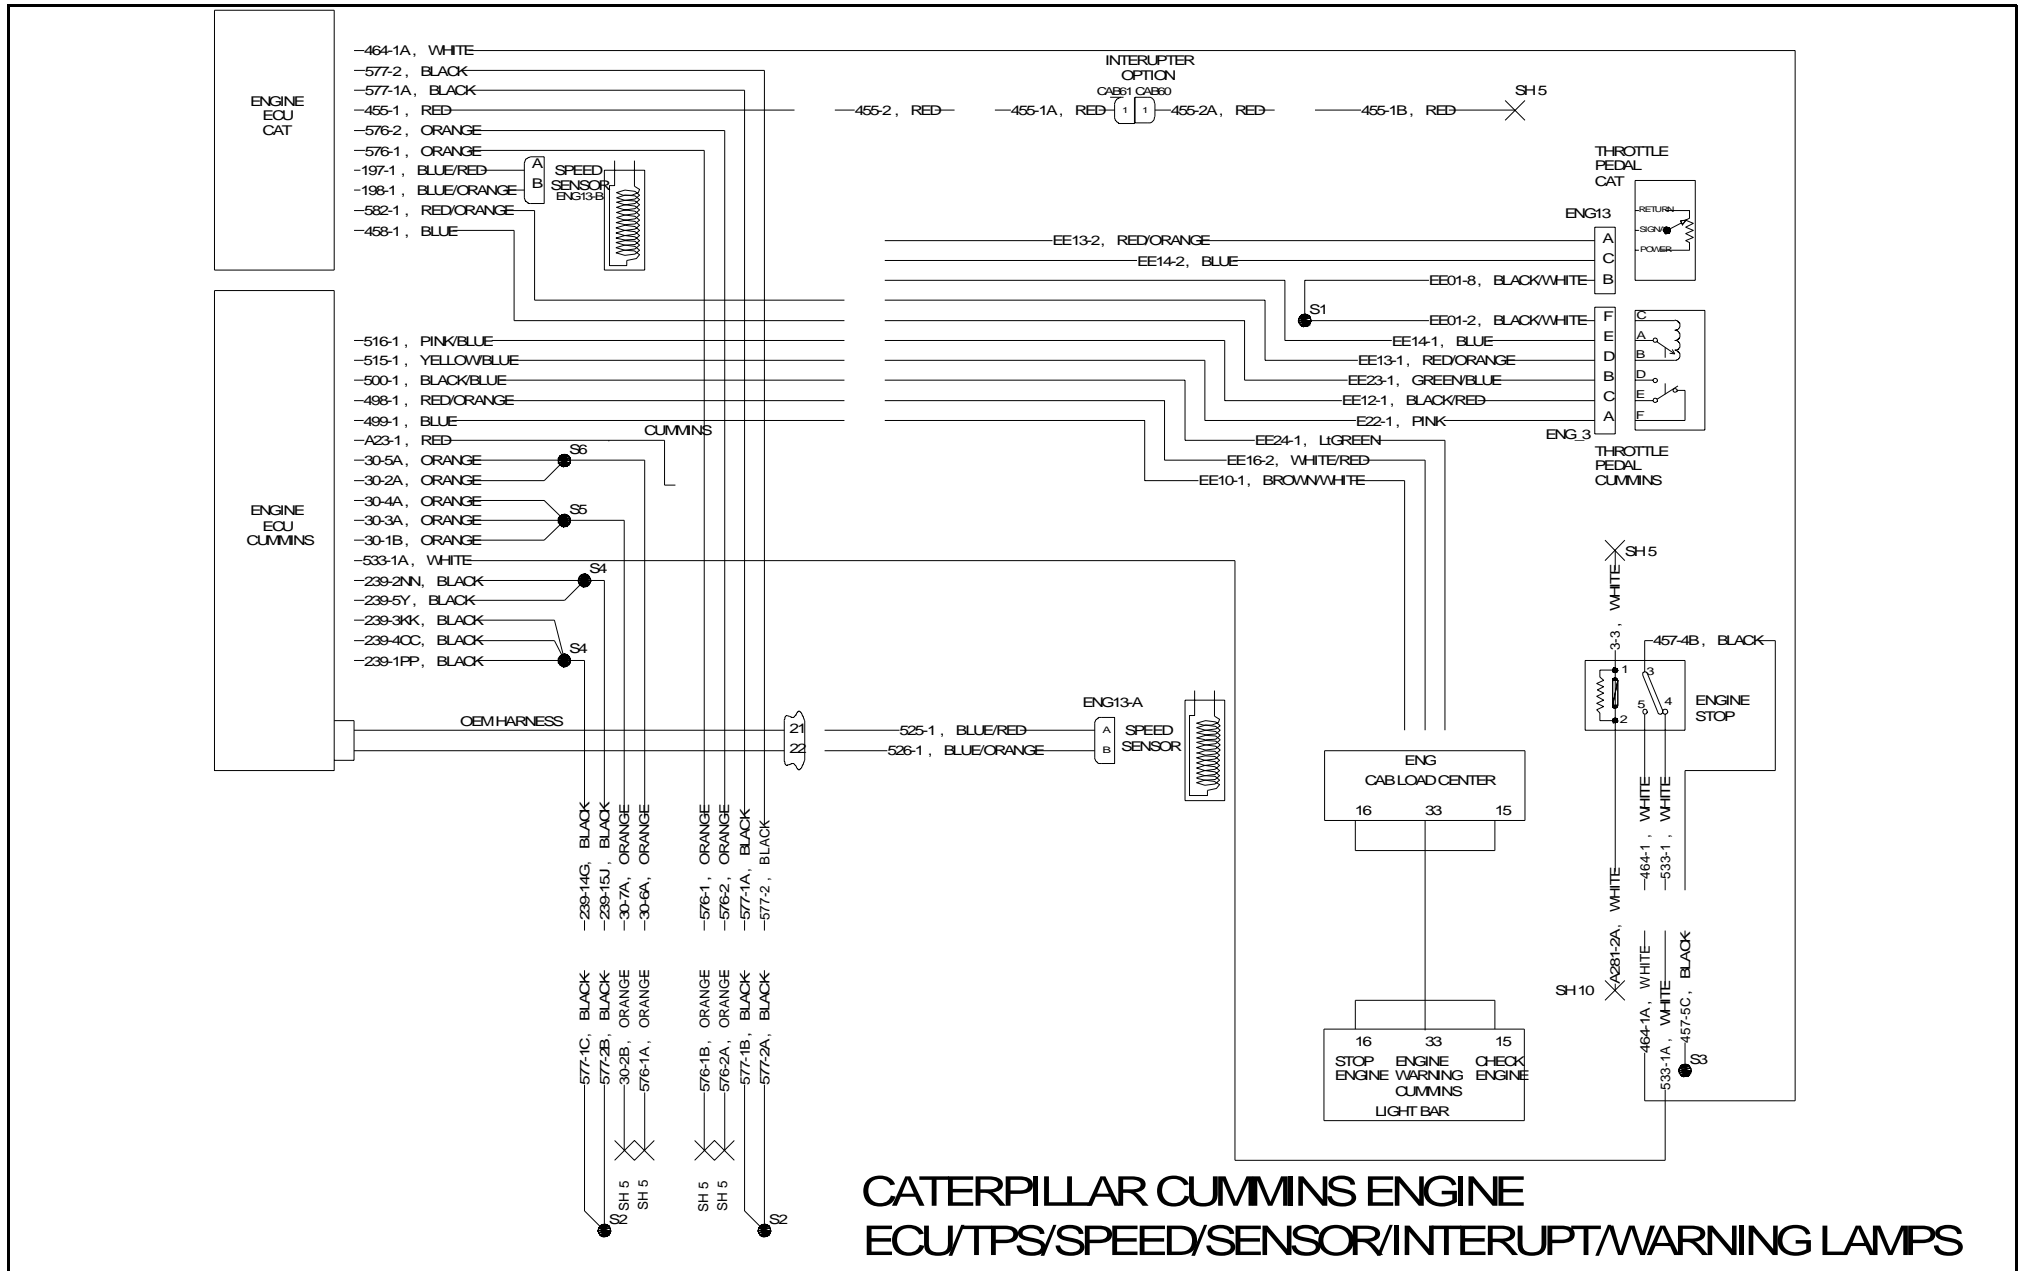 ENGINE
ECU
CAT
464-1A, WHITE
577-2, BLACK
577-1A, BLACK
455-1, RED
576-2, ORANGE
576-1, ORANGE
197-1, BLUE/RED
198-1, BLUE/ORANGE
582-1, RED/ORANGE
458-1, BLUE
A
B
SPEED
SENSOR
ENG13-B
455-2, RED
INTERUPTER
OPTION
CAB61 CAB60
455-1A, RED
1
1
455-2A, RED
455-1B, RED
SH 5
THROTTLE
PEDAL
CAT
ENG13
RETURN
SIGNAL
POWER
A
C
B
EE13-2, RED/ORANGE
EE14-2, BLUE
EE01-8, BLACK/WHITE
S1
EE01-2, BLACK/WHITE
EE14-1, BLUE
EE13-1, RED/ORANGE
EE23-1, GREEN/BLUE
EE12-1, BLACK/RED
E22-1, PINK
F
E
D
B
C
A
C
A
B
D
E
F
ENG_3
THROTTLE
PEDAL
CUMMINS
EE24-1, LtGREEN
EE16-2, WHITE/RED
EE10-1, BROWN/WHITE
ENGINE
ECU
CUMMINS
516-1, PINK/BLUE
515-1, YELLOW/BLUE
500-1, BLACK/BLUE
498-1, RED/ORANGE
499-1, BLUE
A23-1, RED
CUMMINS
30-5A, ORANGE
S6
30-2A, ORANGE
30-4A, ORANGE
30-3A, ORANGE
S5
30-1B, ORANGE
533-1A, WHITE
239-2NN, BLACK
S4
239-5Y, BLACK
239-3KK, BLACK
239-4CC, BLACK
239-1PP, BLACK
S4
OEM HARNESS
21
22
525-1, BLUE/RED
526-1, BLUE/ORANGE
ENG13-A
A
B
SPEED
SENSOR
239-14G, BLACK
239-15J, BLACK
30-7A, ORANGE
30-6A, ORANGE
576-1, ORANGE
576-2, ORANGE
577-1A, BLACK
577-2, BLACK
577-1C, BLACK
577-2B, BLACK
30-2B, ORANGE
576-1A, ORANGE
576-1B, ORANGE
576-2A, ORANGE
577-1B, BLACK
577-2A, BLACK
SH 5
SH 5
SH 5
SH 5
S2
S2
ENG
CAB LOAD CENTER
16 33 15
16 33 15
STOP ENGINE CHECK
ENGINE WARNING ENGINE
CUMMINS
LIGHT BAR
SH 5
3-3, WHITE
457-4B, BLACK
1
2
3
4
5
ENGINE
STOP
A281-2A, WHITE
464-1, WHITE
533-1, WHITE
SH 10
464-1A, WHITE
533-1A, WHITE
457-5C, BLACK
S3
CATERPILLAR CUMMINS ENGINE
ECU/TPS/SPEED/SENSOR/INTERUPT/WARNING LAMPS